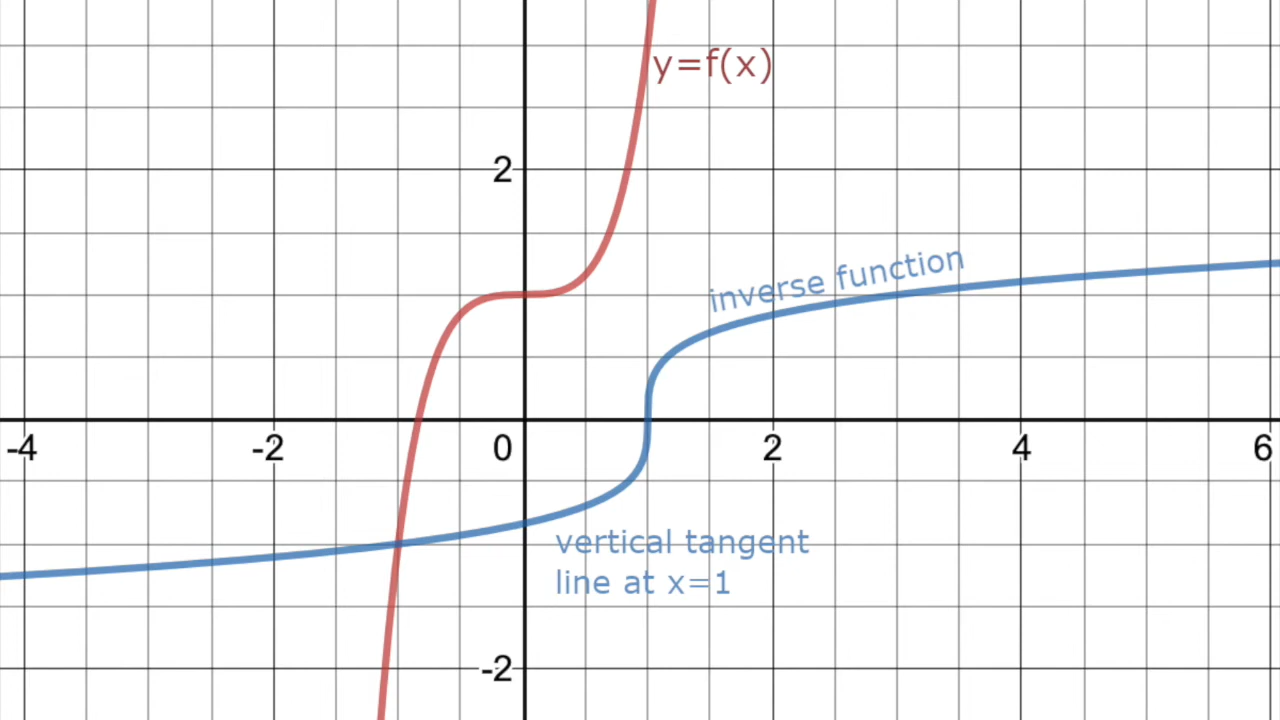 y=f(x)
2
inverse function
-4 -2 0 2 4 6
vertical tangent
line at x=1
-2